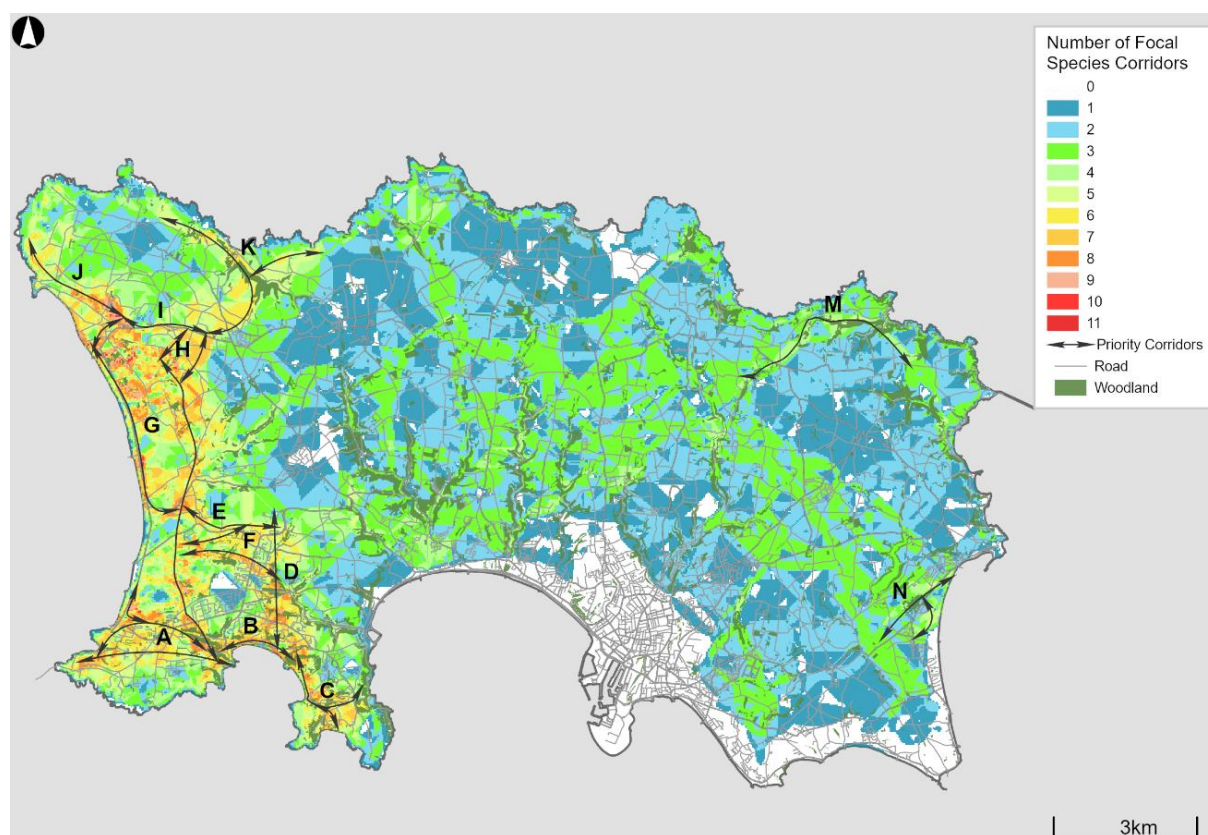 Number of Focal
Species Corridors
0
1
2
3
4
5
6
7
8
9
10
11
Priority Corridors
Road
Woodland
K
J
I
M
H
G
E
F
D
N
B
A
C
3km